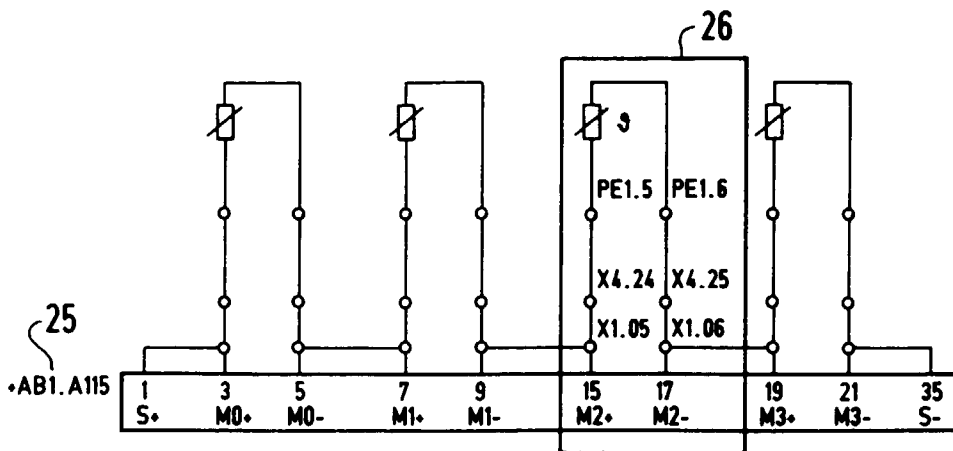 26
ϑ
PE1.5 PE1.6
X4.24 X4.25
25
X1.05 X1.06
+AB1.A115 1 3 5 7 9 15 17 19 21 35
S+ M0+ M0- M1+ M1- M2+ M2- M3+ M3- S-